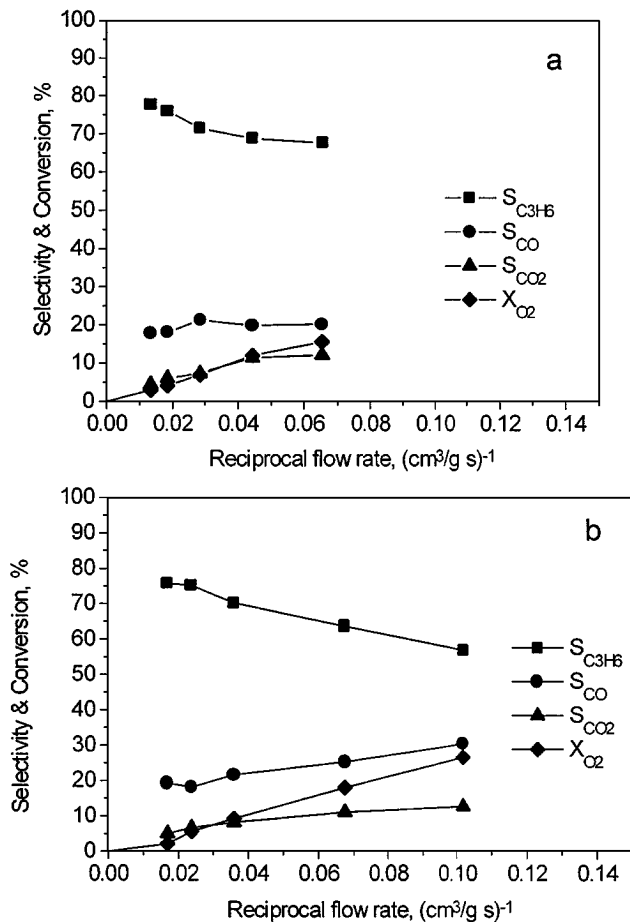 a
Selectivity & Conversion, %
100
90
80
70
60
50
40
30
20
10
0
S_C3H6
S_CO
S_CO2
X_O2
0.00 0.02 0.04 0.06 0.08 0.10 0.12 0.14
Reciprocal flow rate, (cm³/g s)⁻¹
b
Selectivity & Conversion, %
100
90
80
70
60
50
40
30
20
10
0
S_C3H6
S_CO
S_CO2
X_O2
0.00 0.02 0.04 0.06 0.08 0.10 0.12 0.14
Reciprocal flow rate, (cm³/g s)⁻¹